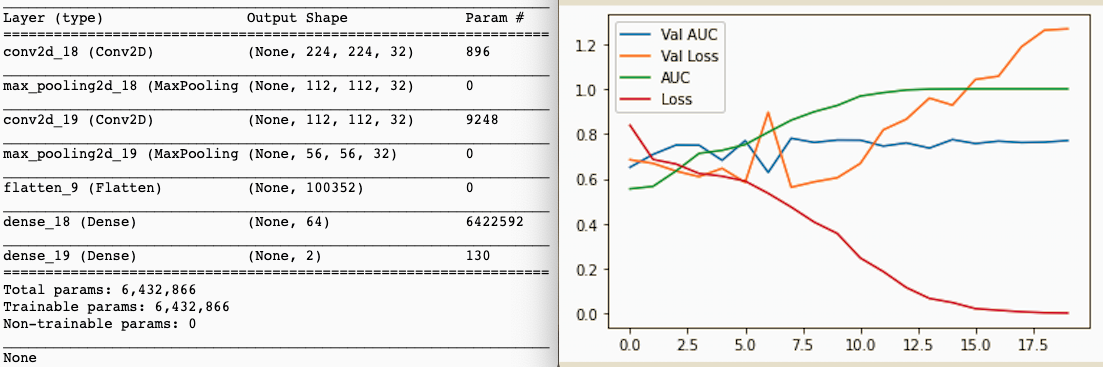 Layer (type) Output Shape Param #
conv2d_18 (Conv2D) (None, 224, 224, 32) 896
max_pooling2d_18 (MaxPooling (None, 112, 112, 32) 0
conv2d_19 (Conv2D) (None, 112, 112, 32) 9248
max_pooling2d_19 (MaxPooling (None, 56, 56, 32) 0
flatten_9 (Flatten) (None, 100352) 0
dense_18 (Dense) (None, 64) 6422592
dense_19 (Dense) (None, 2) 130
Total params: 6,432,866
Trainable params: 6,432,866
Non-trainable params: 0
None
Val AUC
Val Loss
AUC
Loss
1.2
1.0
0.8
0.6
0.4
0.2
0.0
0.0 2.5 5.0 7.5 10.0 12.5 15.0 17.5